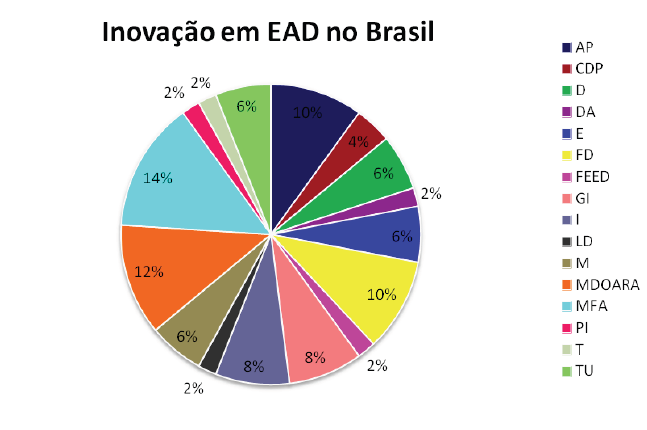 Inovação em EAD no Brasil
10%
4%
6%
2%
6%
10%
2%
8%
8%
2%
6%
12%
14%
2%
2%
6%
AP
CDP
D
DA
E
FD
FEED
GI
I
LD
M
MDOARA
MFA
PI
T
TU